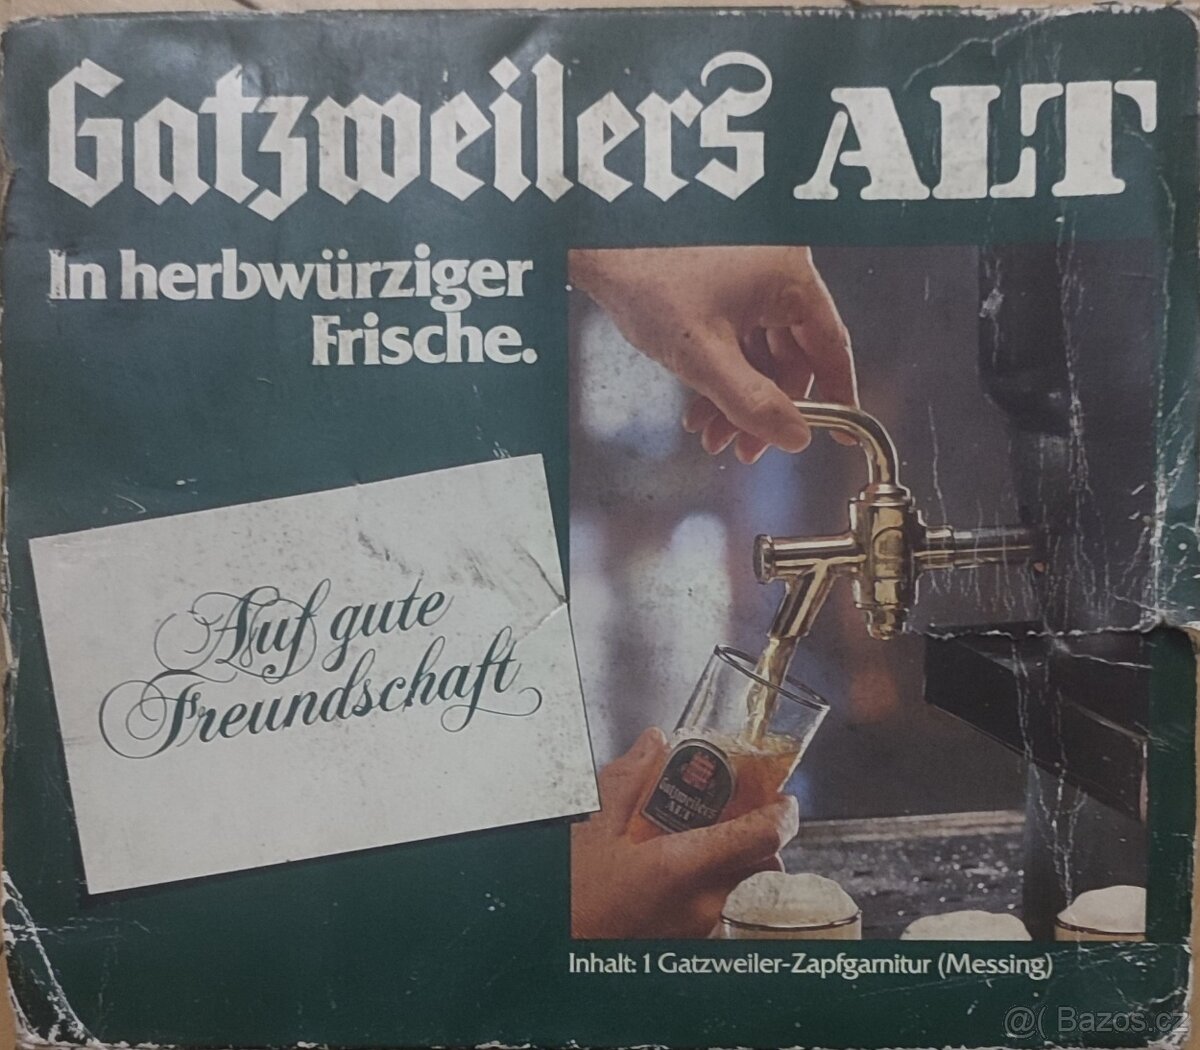 Gatzweilers ALT
In herbwürziger
Frische.
Auf gute
Freundschaft
Gatzweilers
ALT
Inhalt: 1 Gatzweiler-Zapfgarnitur (Messing)
@( Bazos.cz